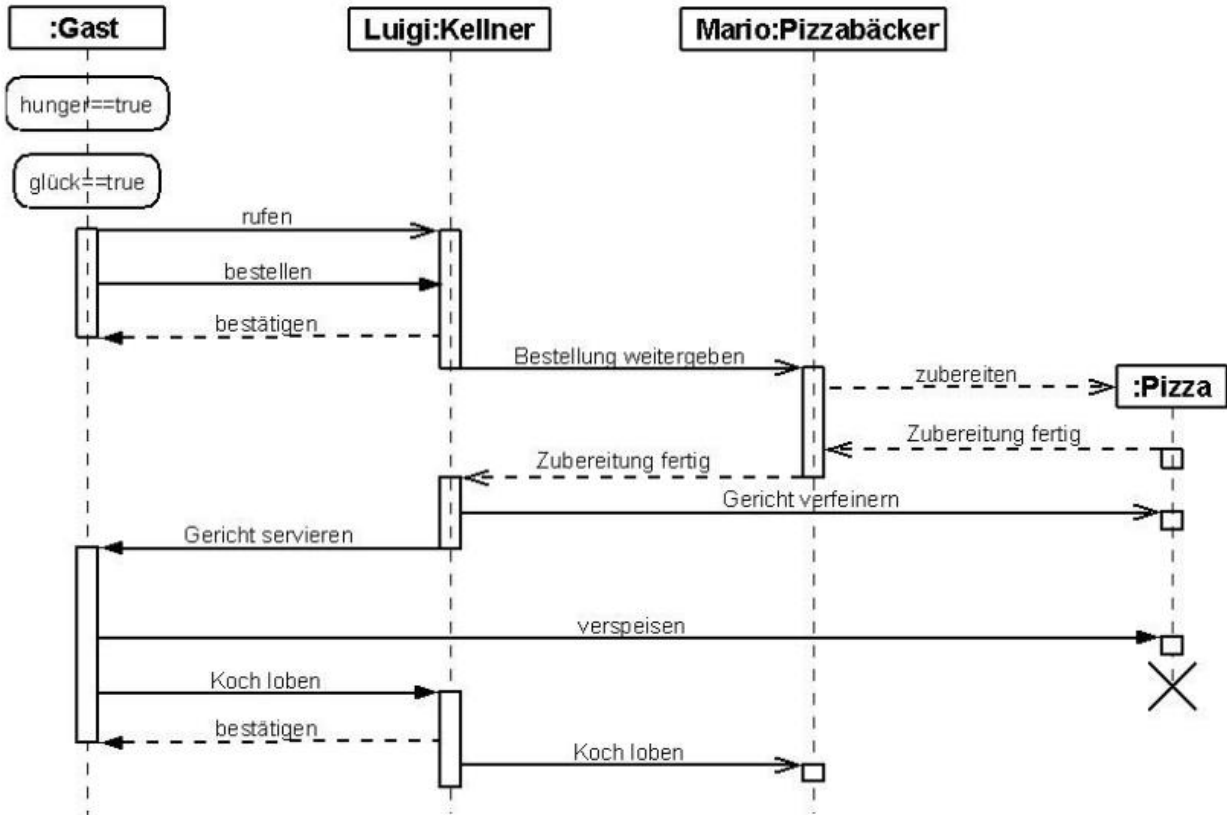 :Gast
Luigi:Kellner
Mario:Pizzabäcker
hunger==true
glück==true
rufen
bestellen
bestätigen
Bestellung weitergeben
zubereiten
:Pizza
Zubereitung fertig
Zubereitung fertig
Gericht verfeinern
Gericht servieren
verspeisen
Koch loben
bestätigen
Koch loben